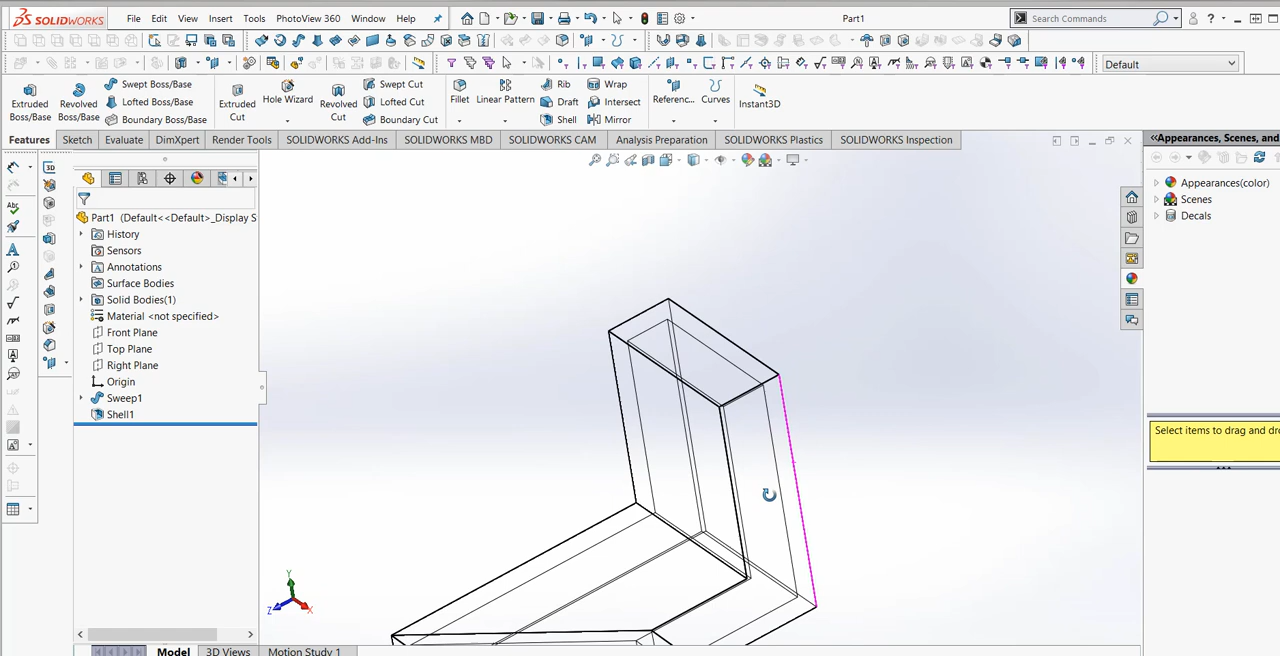 SOLIDWORKS File Edit View Insert Tools PhotoView 360 Window Help Part1 Search Commands
Default
Extruded Boss/Base Revolved Boss/Base Swept Boss/Base Lofted Boss/Base Boundary Boss/Base Extruded Cut Hole Wizard Revolved Cut Swept Cut Lofted Cut Boundary Cut Fillet Linear Pattern Rib Draft Shell Wrap Intersect Mirror Referenc... Curves Instant3D
Features Sketch Evaluate DimXpert Render Tools SOLIDWORKS Add-Ins SOLIDWORKS MBD SOLIDWORKS CAM Analysis Preparation SOLIDWORKS Plastics SOLIDWORKS Inspection
Appearances, Scenes, and
Part1 (Default<<Default>_Display S
History
Sensors
Annotations
Surface Bodies
Solid Bodies(1)
Material <not specified>
Front Plane
Top Plane
Right Plane
Origin
Sweep1
Shell1
Appearances(color)
Scenes
Decals
Select items to drag and dro
Y
Z X
Model 3D Views Motion Study 1